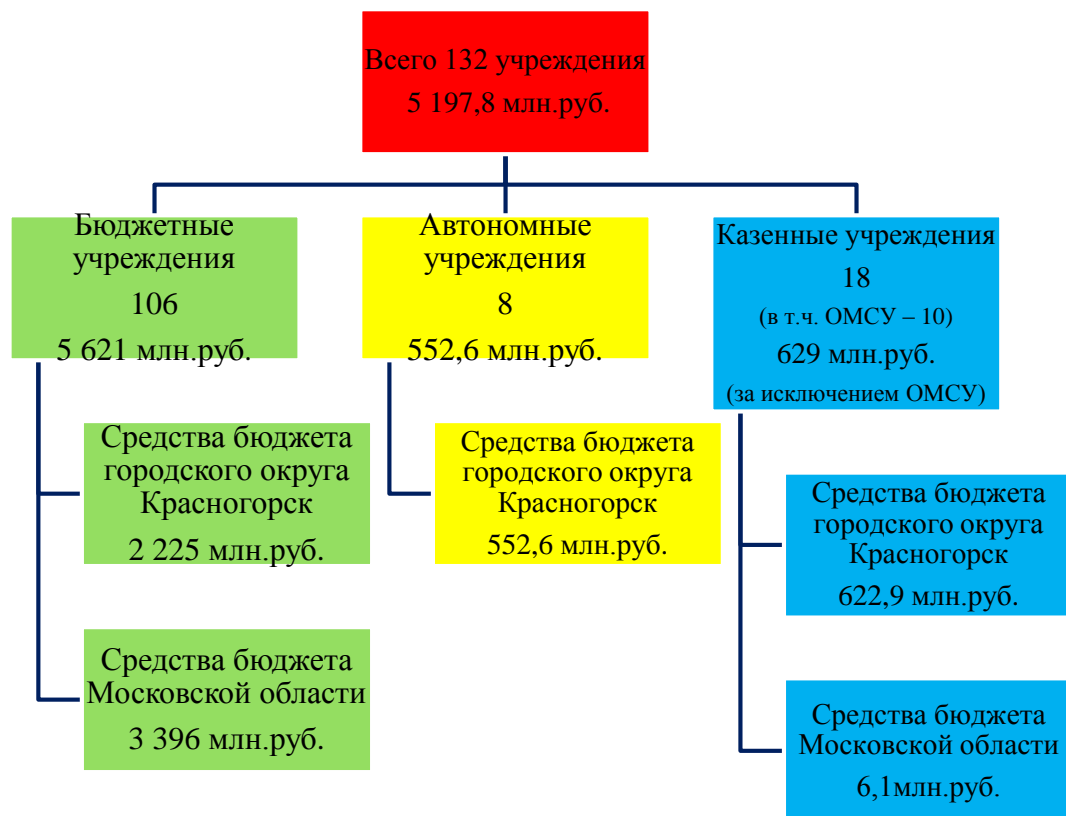 Всего 132 учреждения
5 197,8 млн.руб.
Бюджетные
учреждения
106
5 621 млн.руб.
Автономные
учреждения
8
552,6 млн.руб.
Казенные учреждения
18
(в т.ч. ОМСУ – 10)
629 млн.руб.
(за исключением ОМСУ)
Средства бюджета
городского округа
Красногорск
2 225 млн.руб.
Средства бюджета
Московской области
3 396 млн.руб.
Средства бюджета
городского округа
Красногорск
552,6 млн.руб.
Средства бюджета
городского округа
Красногорск
622,9 млн.руб.
Средства бюджета
Московской области
6,1млн.руб.